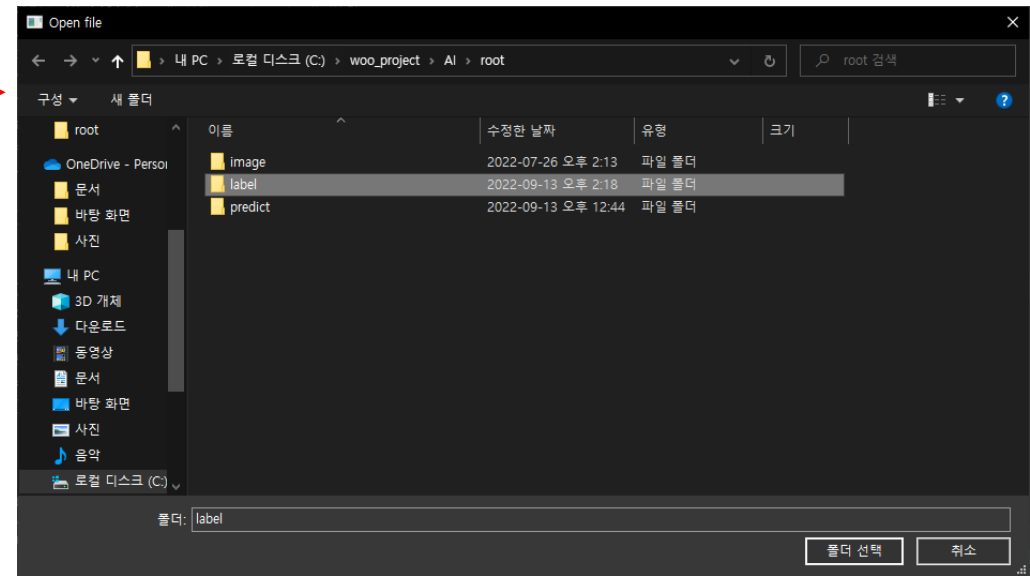 Open file
내 PC > 로컬 디스크 (C:) > woo_project > AI > root
root 검색
구성
새 폴더
이름 수정한 날짜 유형 크기
root
OneDrive - Person
문서
바탕 화면
사진
내 PC
3D 개체
다운로드
동영상
문서
바탕 화면
사진
음악
로컬 디스크 (C:)
image 2022-07-26 오후 2:13 파일 폴더
label 2022-09-13 오후 2:18 파일 폴더
predict 2022-09-13 오후 12:44 파일 폴더
폴더: label
폴더 선택 취소